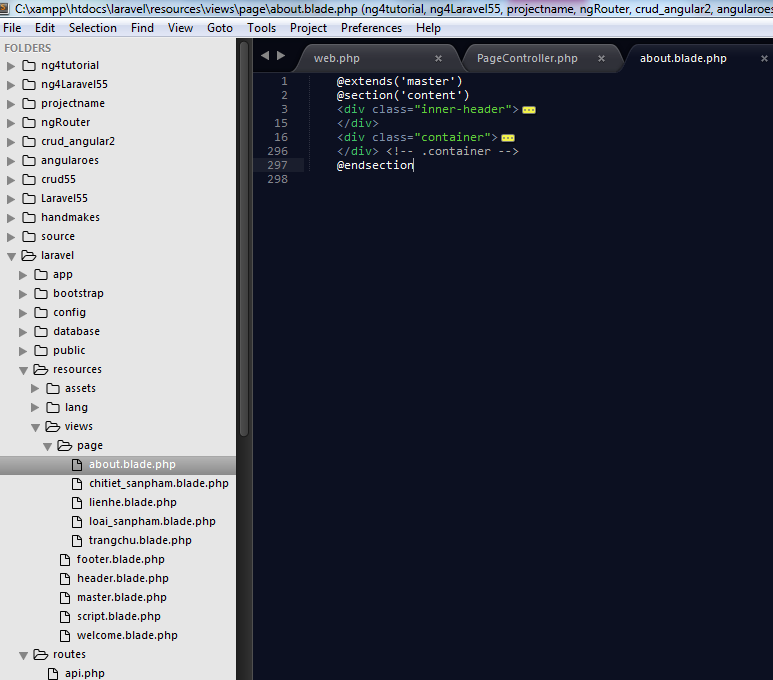 C:\xampp\htdocs\laravel\resources\views\page\about.blade.php (ng4tutorial, ng4Laravel55, projectname, ngRouter, crud_angular2, angularoes
File Edit Selection Find View Goto Tools Project Preferences Help
FOLDERS
ng4tutorial
ng4Laravel55
projectname
ngRouter
crud_angular2
angularoes
crud55
Laravel55
handmakes
source
laravel
app
bootstrap
config
database
public
resources
assets
lang
views
page
about.blade.php
chitiet_sanpham.blade.php
lienhe.blade.php
loai_sanpham.blade.php
trangchu.blade.php
footer.blade.php
header.blade.php
master.blade.php
script.blade.php
welcome.blade.php
routes
api.php
web.php × PageController.php × about.blade.php ×
1 @extends('master')
2 @section('content')
3 <div class="inner-header">
15 </div>
16 <div class="container">
296 </div> <!-- .container -->
297 @endsection
298